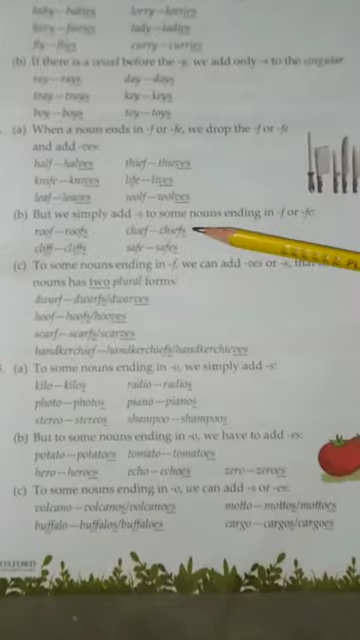 baby—babies lorry—lorries
lady—ladies
fly—flies curry—curries
(b) If there is a vowel before the -y, we add only -s to the singular:
ray—rays day—days
tray—trays key—keys
boy—boys toy—toys
(a) When a noun ends in -f or -fe, we drop the -f or -fe
and add -ves:
half—halves thief—thieves
knife—knives life—lives
leaf—leaves wolf—wolves
(b) But we simply add -s to some nouns ending in -f or -fe:
roof—roofs chief—chiefs
cliff—cliffs safe—safes
(c) To some nouns ending in -f, we can add -ves or -s,
nouns has two plural forms:
dwarf—dwarfs/dwarves
hoof—hoofs/hooves
scarf—scarfs/scarves
handkerchief—handkerchiefs/handkerchieves
(a) To some nouns ending in -o, we simply add -s:
kilo—kilos radio—radios
photo—photos piano—pianos
stereo—stereos shampoo—shampoos
(b) But to some nouns ending in -o, we have to add -es:
potato—potatoes tomato—tomatoes
hero—heroes echo—echoes zero—zeroes
(c) To some nouns ending in -o, we can add -s or -es:
volcano—volcanos/volcanoes motto—mottos/mottoes
buffalo—buffalos/buffaloes cargo—cargos/cargoes
OXFORD